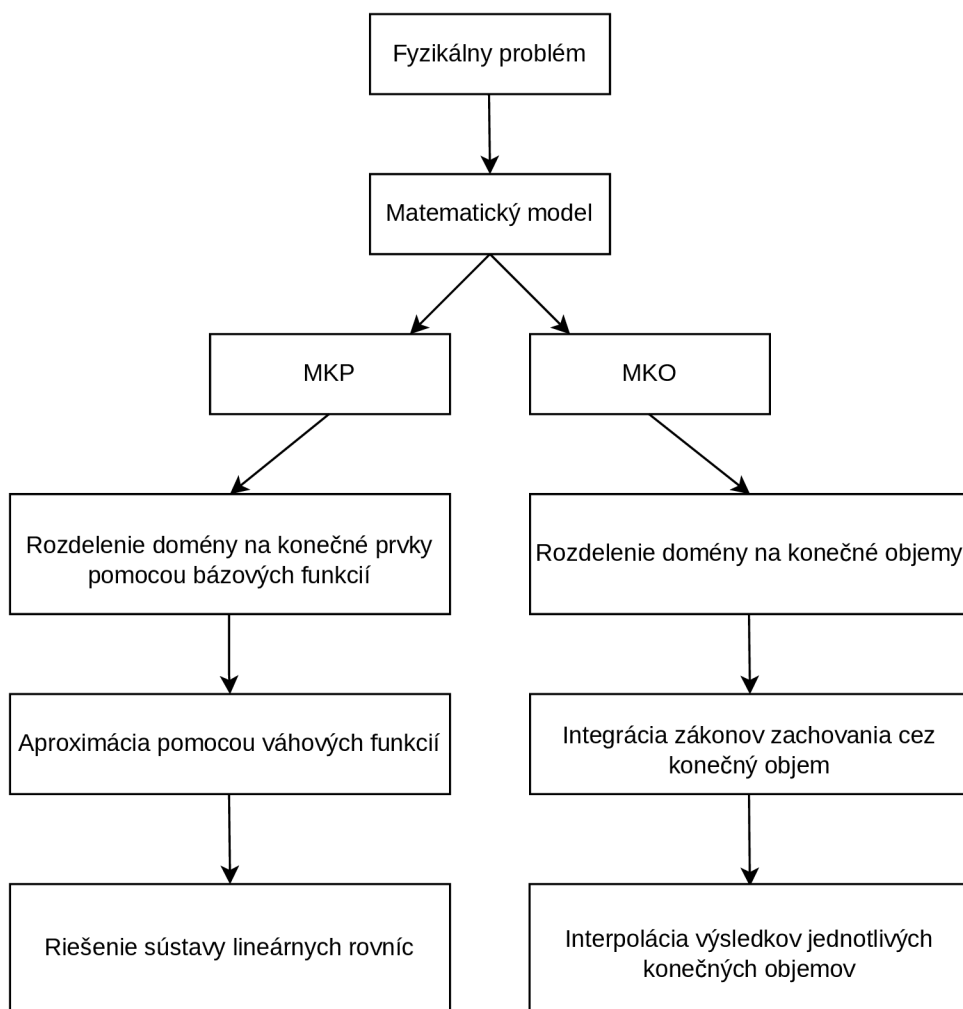 Fyzikálny problém
Matematický model
MKP
MKO
Rozdelenie domény na konečné prvky
pomocou bázových funkcií
Rozdelenie domény na konečné objemy
Aproximácia pomocou váhových funkcií
Integrácia zákonov zachovania cez
konečný objem
Riešenie sústavy lineárnych rovníc
Interpolácia výsledkov jednotlivých
konečných objemov